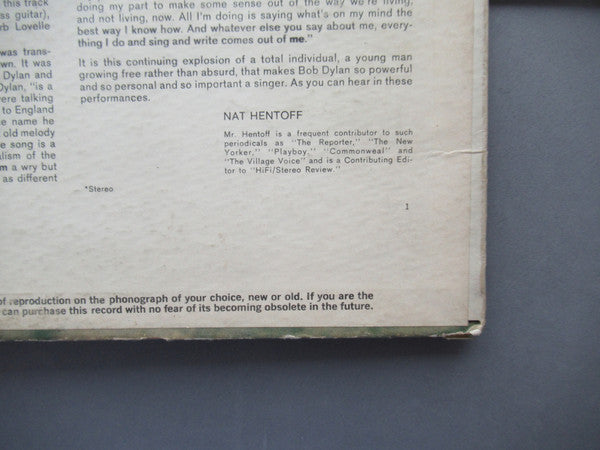 this track
ss guitar),
rb Lovelle
was trans-
wn. It was
Dylan and
Dylan, "is a
vere talking
to England
name he
old melody
e song is a
alism of the
m a wry but
as different
doing my part to make some sense out of the way we're living,
and not living, now. All I'm doing is saying what's on my mind the
best way I know how. And whatever else you say about me, every-
thing I do and sing and write comes out of me."
It is this continuing explosion of a total individual, a young man
growing free rather than absurd, that makes Bob Dylan so powerful
and so personal and so important a singer. As you can hear in these
performances.
NAT HENTOFF
Mr. Hentoff is a frequent contributor to such
periodicals as "The Reporter," "The New
Yorker," "Playboy," "Commonweal" and
"The Village Voice" and is a Contributing Edi-
tor to "HiFi/Stereo Review."
*Stereo
1
of reproduction on the phonograph of your choice, new or old. If you are the
can purchase this record with no fear of its becoming obsolete in the future.